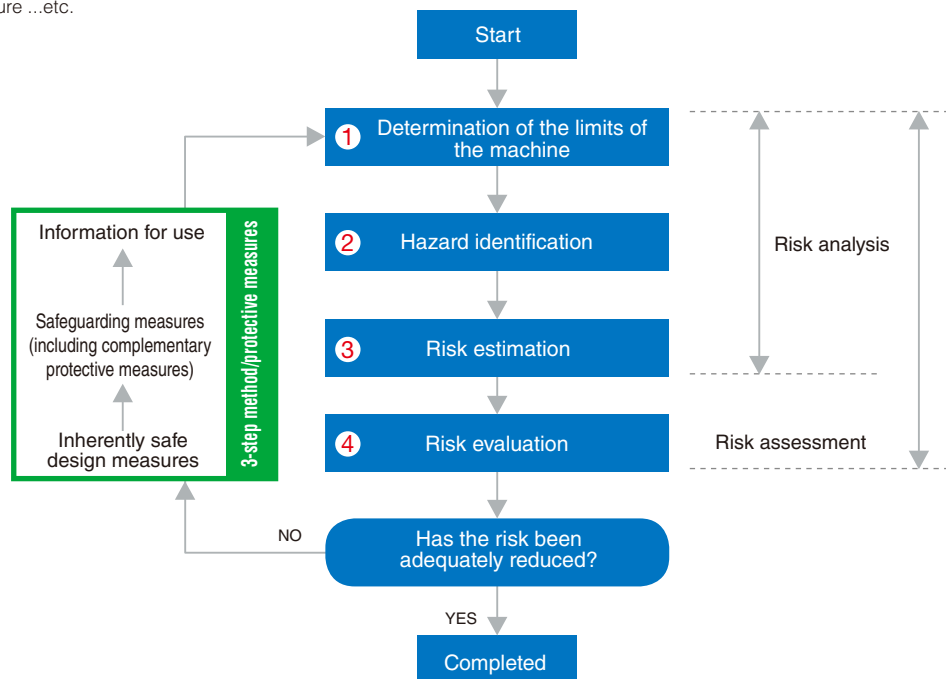 ure ...etc.
Start
1 Determination of the limits of
the machine
2 Hazard identification
3 Risk estimation
4 Risk evaluation
Has the risk been
adequately reduced?
NO
YES
Completed
Information for use
Safeguarding measures
(including complementary
protective measures)
Inherently safe
design measures
3-step method/protective measures
Risk analysis
Risk assessment